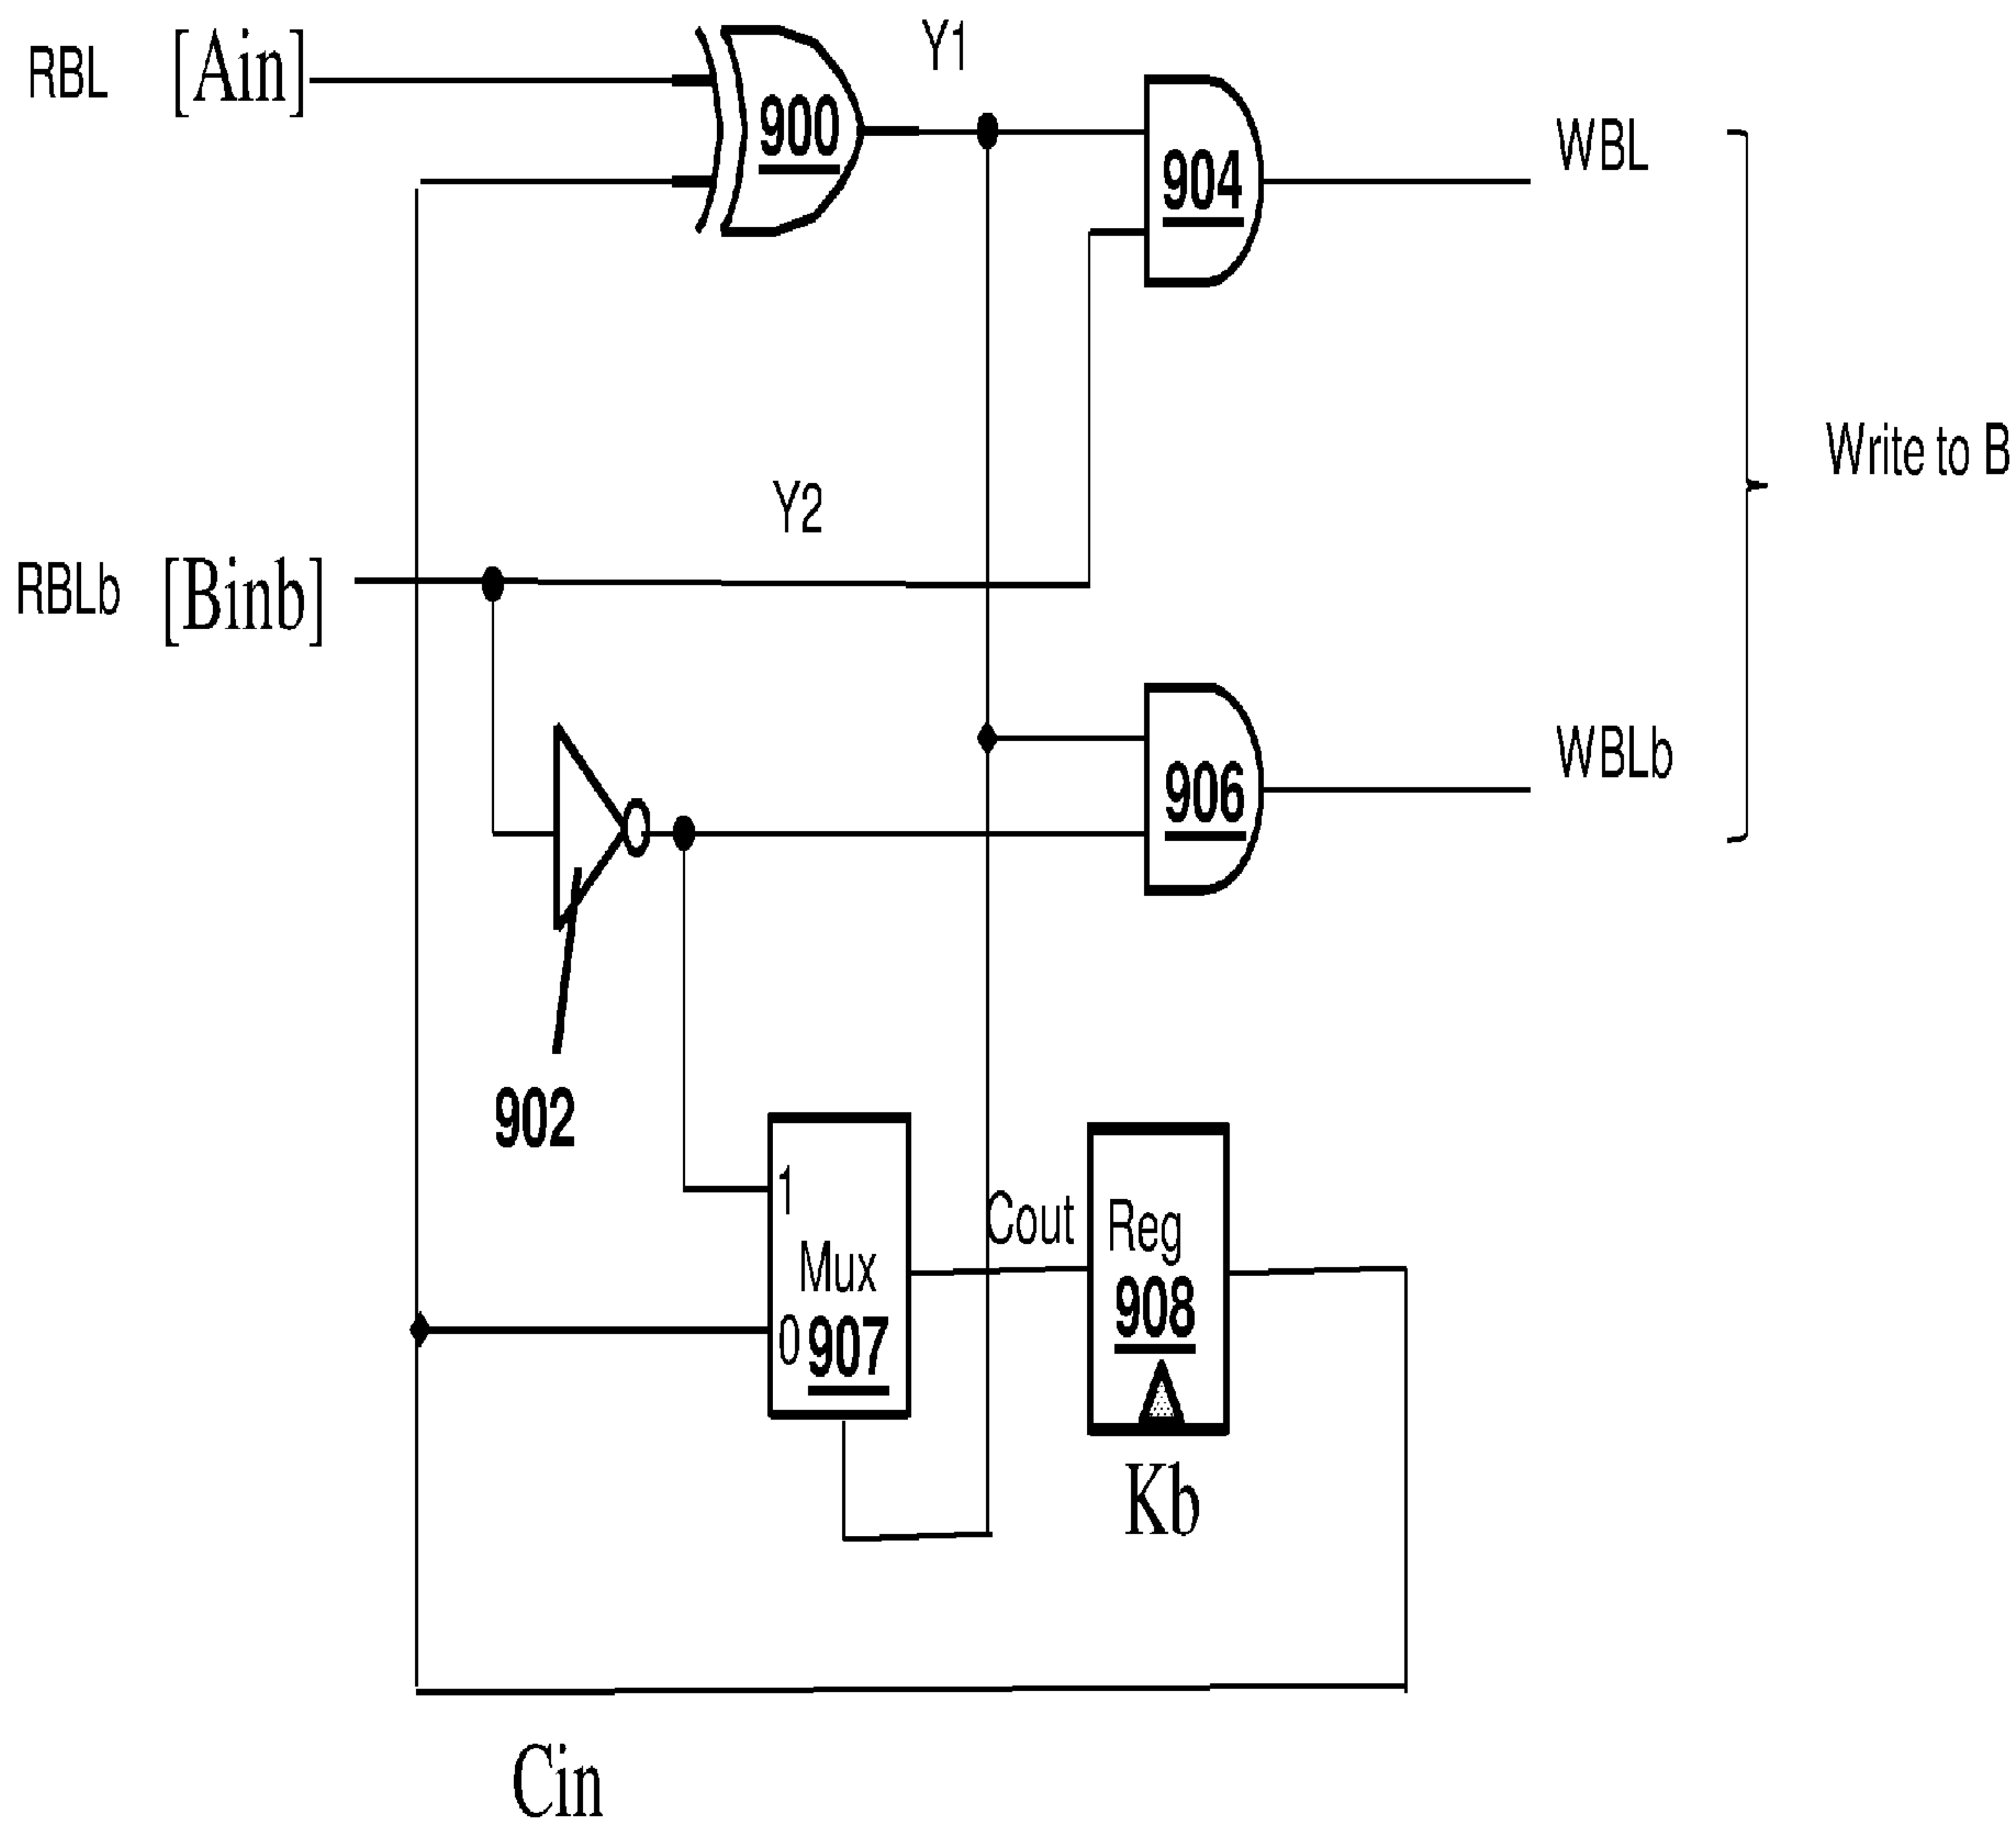 RBL [Ain]
Y1
900
904
WBL
Write to B
Y2
RBLb [Binb]
906
WBLb
902
1
Mux
0 907
Cout
Reg
908
Kb
Cin